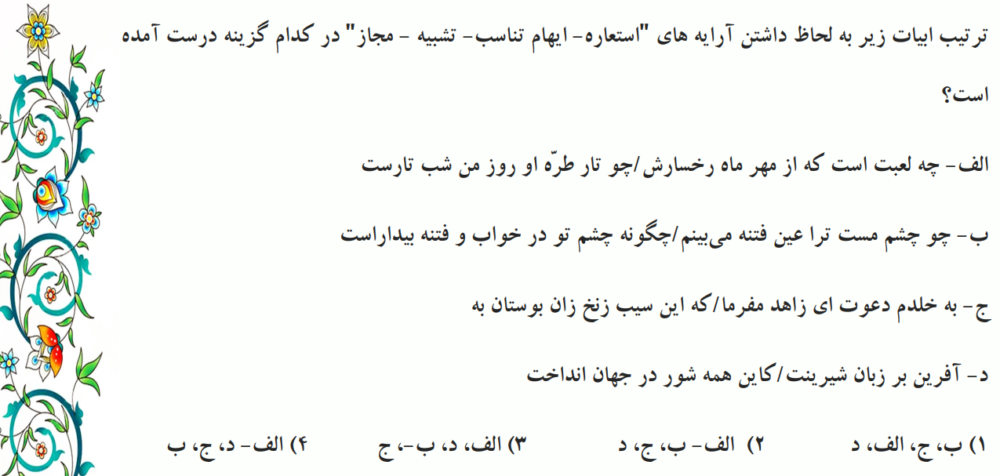 ترتیب ابیات زیر به لحاظ داشتن آرایه های "استعاره- ایهام تناسب- تشبیه - مجاز" در کدام گزینه درست آمده
است؟
الف- چه لعبت است که از مهر ماه رخسارش/چو تار طرّه او روز من شب تارست
ب- چو چشم مست ترا عین فتنه می‌بینم/چگونه چشم تو در خواب و فتنه بیداراست
ج- به خلدم دعوت ای زاهد مفرما/که این سیب زنخ زان بوستان به
د- آفرین بر زبان شیرینت/کاین همه شور در جهان انداخت
۱) ب، ج، الف، د ۲) الف- ب، ج، د ۳) الف، د، ب-، ج ۴) الف- د، ج، ب